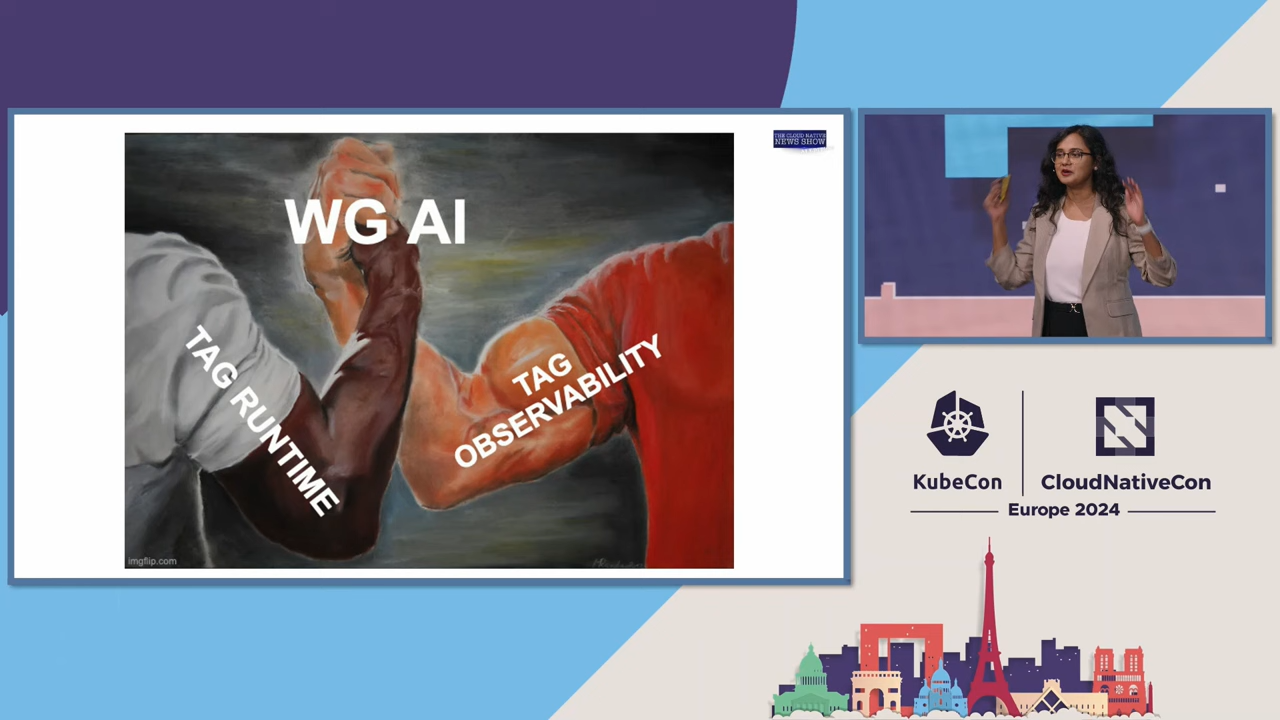 THE CLOUD NATIVE
NEWS SHOW
WG AI
TAG RUNTIME
TAG
OBSERVABILITY
imgflip.com
KubeCon
CloudNativeCon
Europe 2024